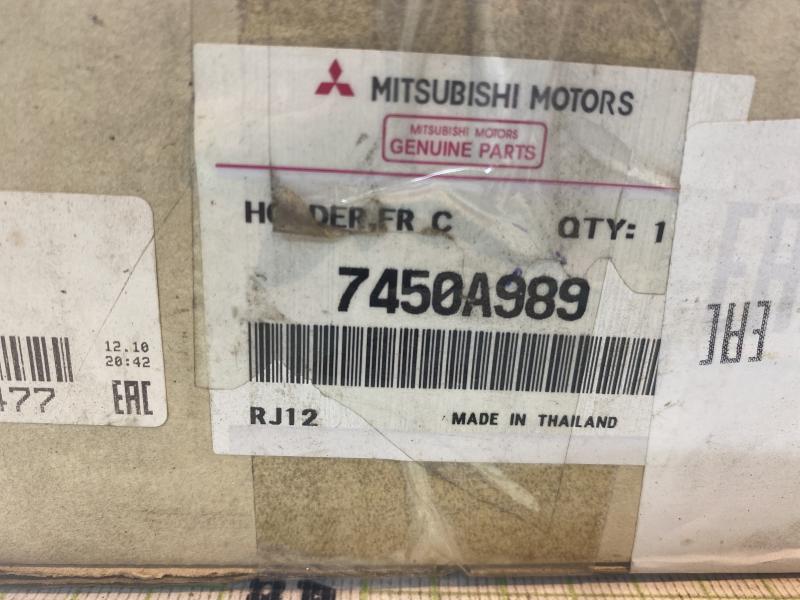 MITSUBISHI MOTORS
MITSUBISHI MOTORS
GENUINE PARTS
FR C QTY: 1
7450A989
12.10
20:42
477
EAC
RJ12
MADE IN THAILAND
EAC